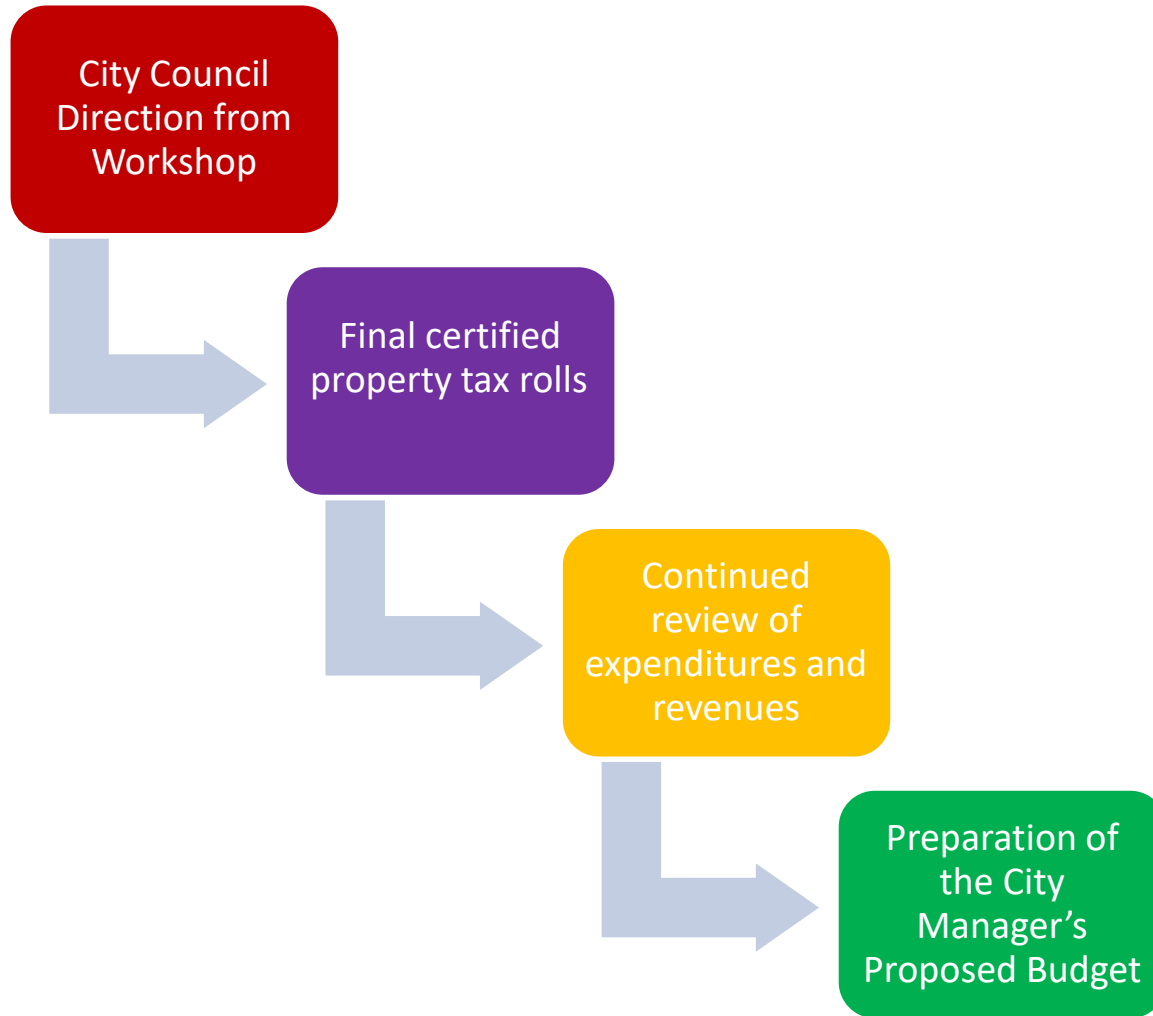 City Council
Direction from
Workshop
Final certified
property tax rolls
Continued
review of
expenditures and
revenues
Preparation of
the City
Manager’s
Proposed Budget